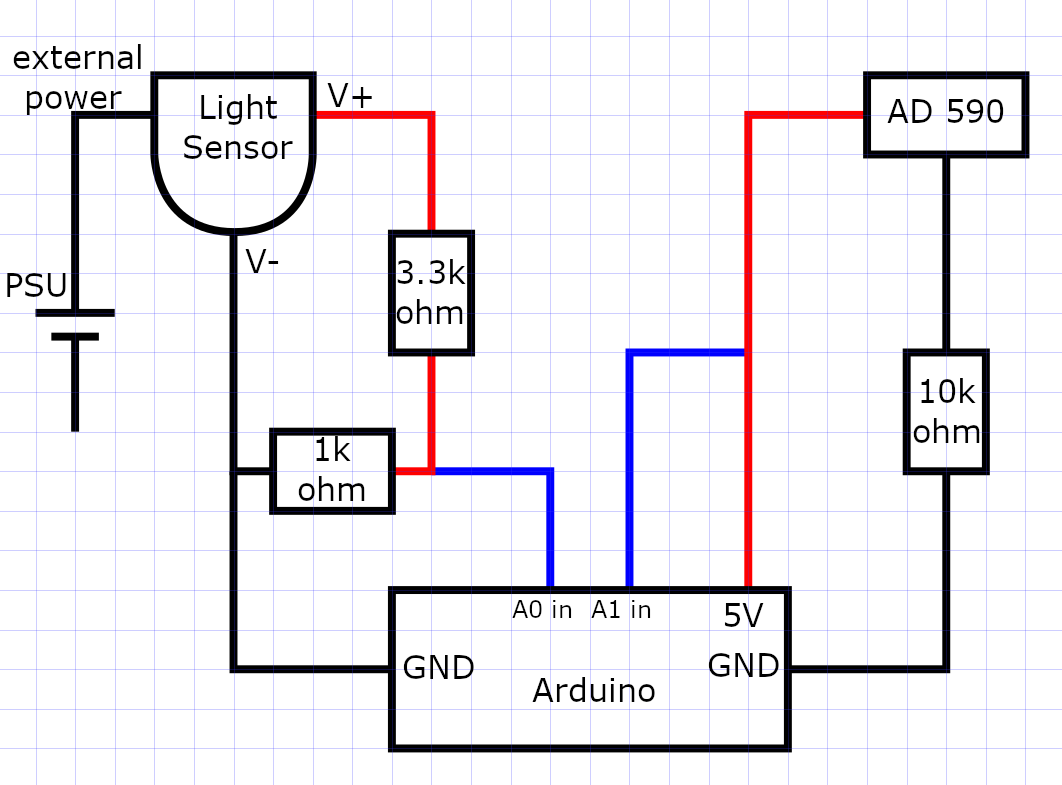 external
power
Light
Sensor
V+
AD 590
V-
PSU
3.3k
ohm
10k
ohm
1k
ohm
A0 in
A1 in
5V
GND
GND
Arduino